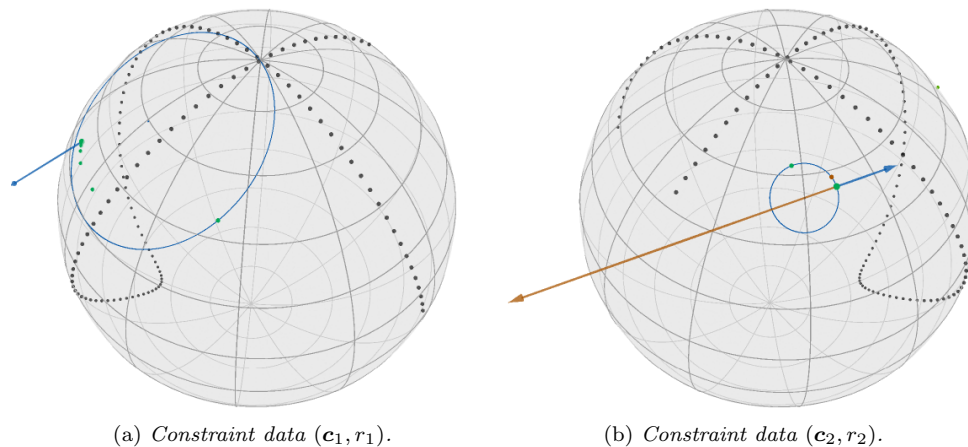 (a) Constraint data (c₁, r₁).
(b) Constraint data (c₂, r₂).